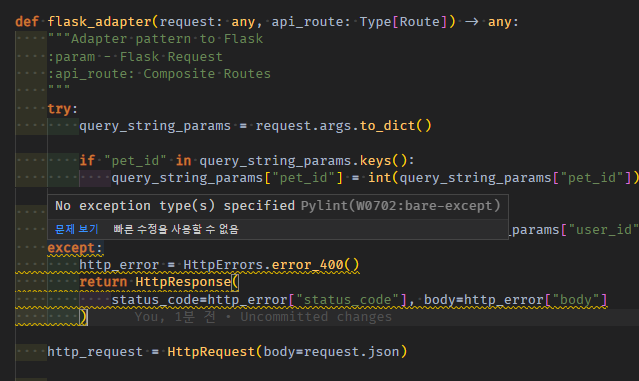 def flask_adapter(request: any, api_route: Type[Route]) -> any:
"""Adapter pattern to Flask
:param - Flask Request
:api_route: Composite Routes
"""
try:
query_string_params = request.args.to_dict()
if "pet_id" in query_string_params.keys():
query_string_params["pet_id"] = int(query_string_params["pet_id"])
No exception type(s) specified Pylint(W0702:bare-except)
문제 보기 빠른 수정을 사용할 수 없음
_params["user_id"
except:
http_error = HttpErrors.error_400()
return HttpResponse(
status_code=http_error["status_code"], body=http_error["body"]
)
You, 1분 전 • Uncommitted changes
http_request = HttpRequest(body=request.json)